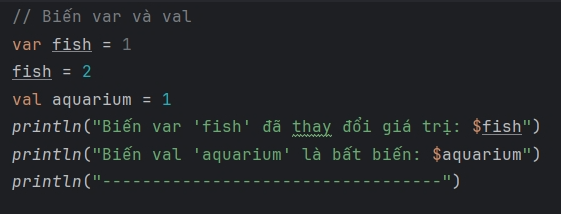 // Biến var và val
var fish = 1
fish = 2
val aquarium = 1
println("Biến var 'fish' đã thay đổi giá trị: $fish")
println("Biến val 'aquarium' là bất biến: $aquarium")
println("----------------------------------")